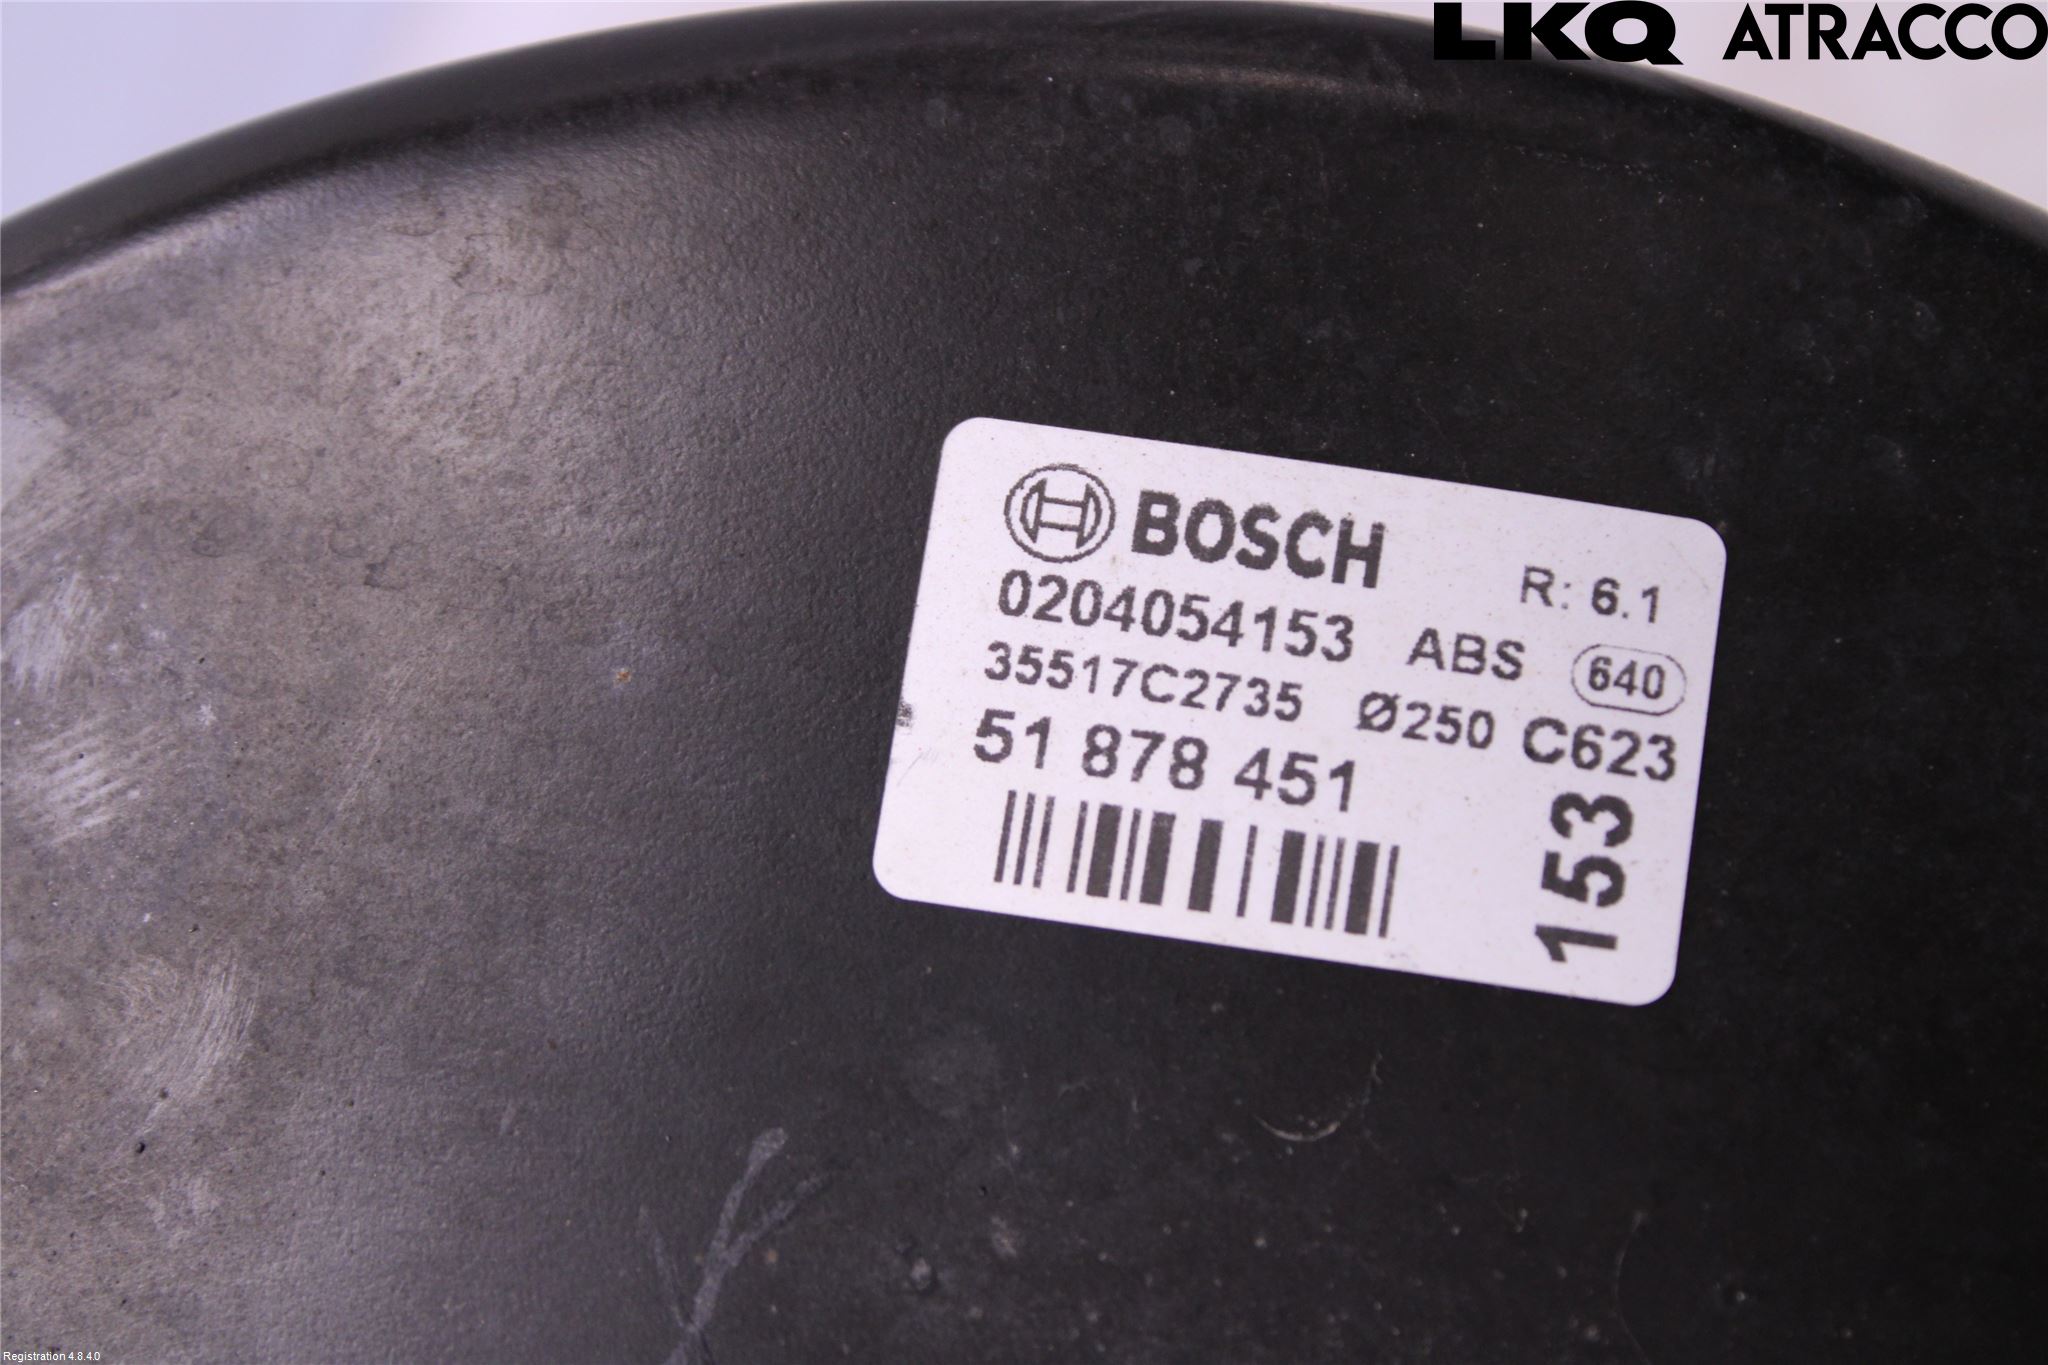 LKQ ATRACCO
BOSCH R: 6.1
0204054153 ABS 640
35517C2735 Ø250 C623
51 878 451
153
Registration 4.8.4.0